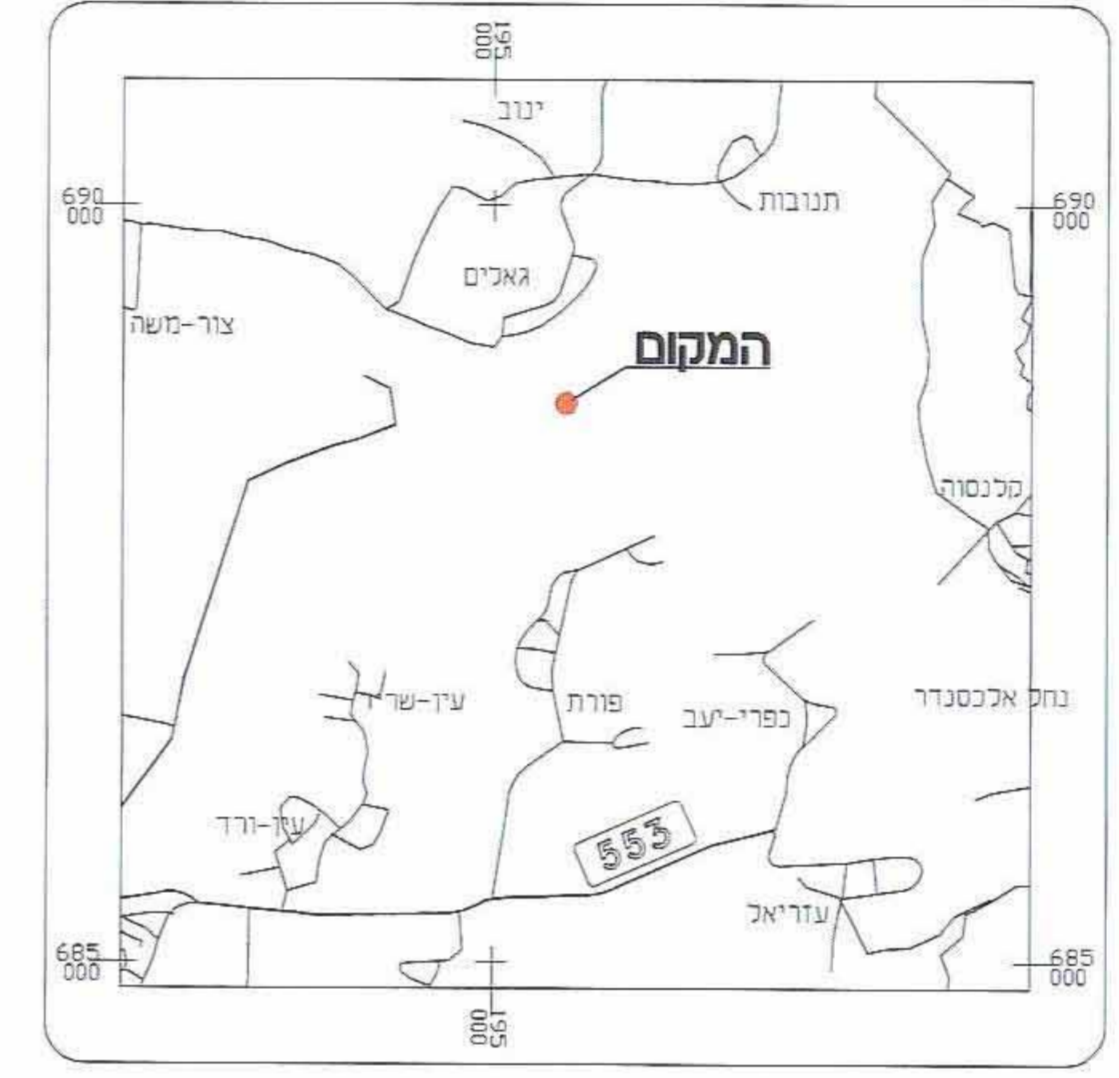 195
000
ינוב
690
000
690
000
תנובות
גאלים
צור-משה
המקום
קלנסוה
נחל אלכסנדר
כפרי-יעב
פורת
עין-שריד
עין-ורד
553
עזריאל
685
000
685
000
195
000